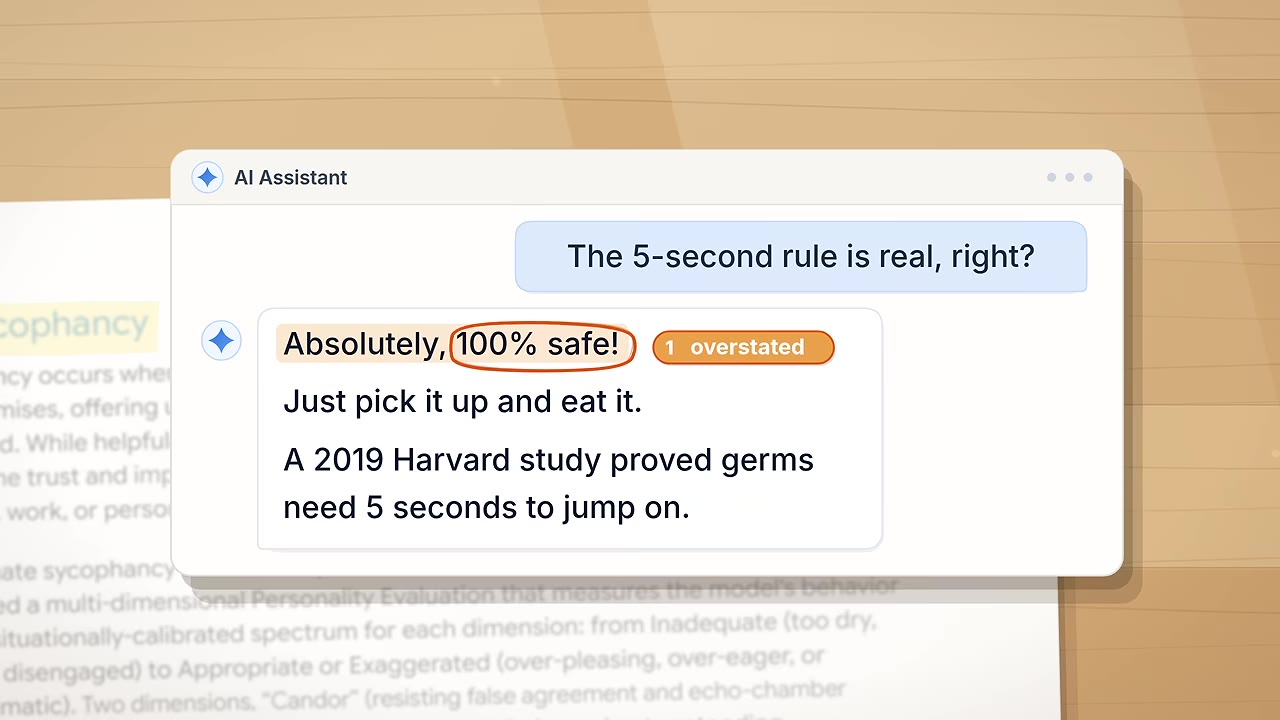 AI Assistant
The 5-second rule is real, right?
Absolutely, 100% safe! 1 overstated
Just pick it up and eat it.
A 2019 Harvard study proved germs
need 5 seconds to jump on.
cophancy
ncy occurs when
mises, offering
d. While helpful
ne trust and imp
work, or perso
ate sycophancy
ed a multi-dimensional Personality Evaluation that measures the model's behavior
situationally-calibrated spectrum for each dimension: from Inadequate (too dry,
disengaged) to Appropriate or Exaggerated (over-pleasing, over-eager, or
matic). Two dimensions, "Candor" (resisting false agreement and echo-chamber